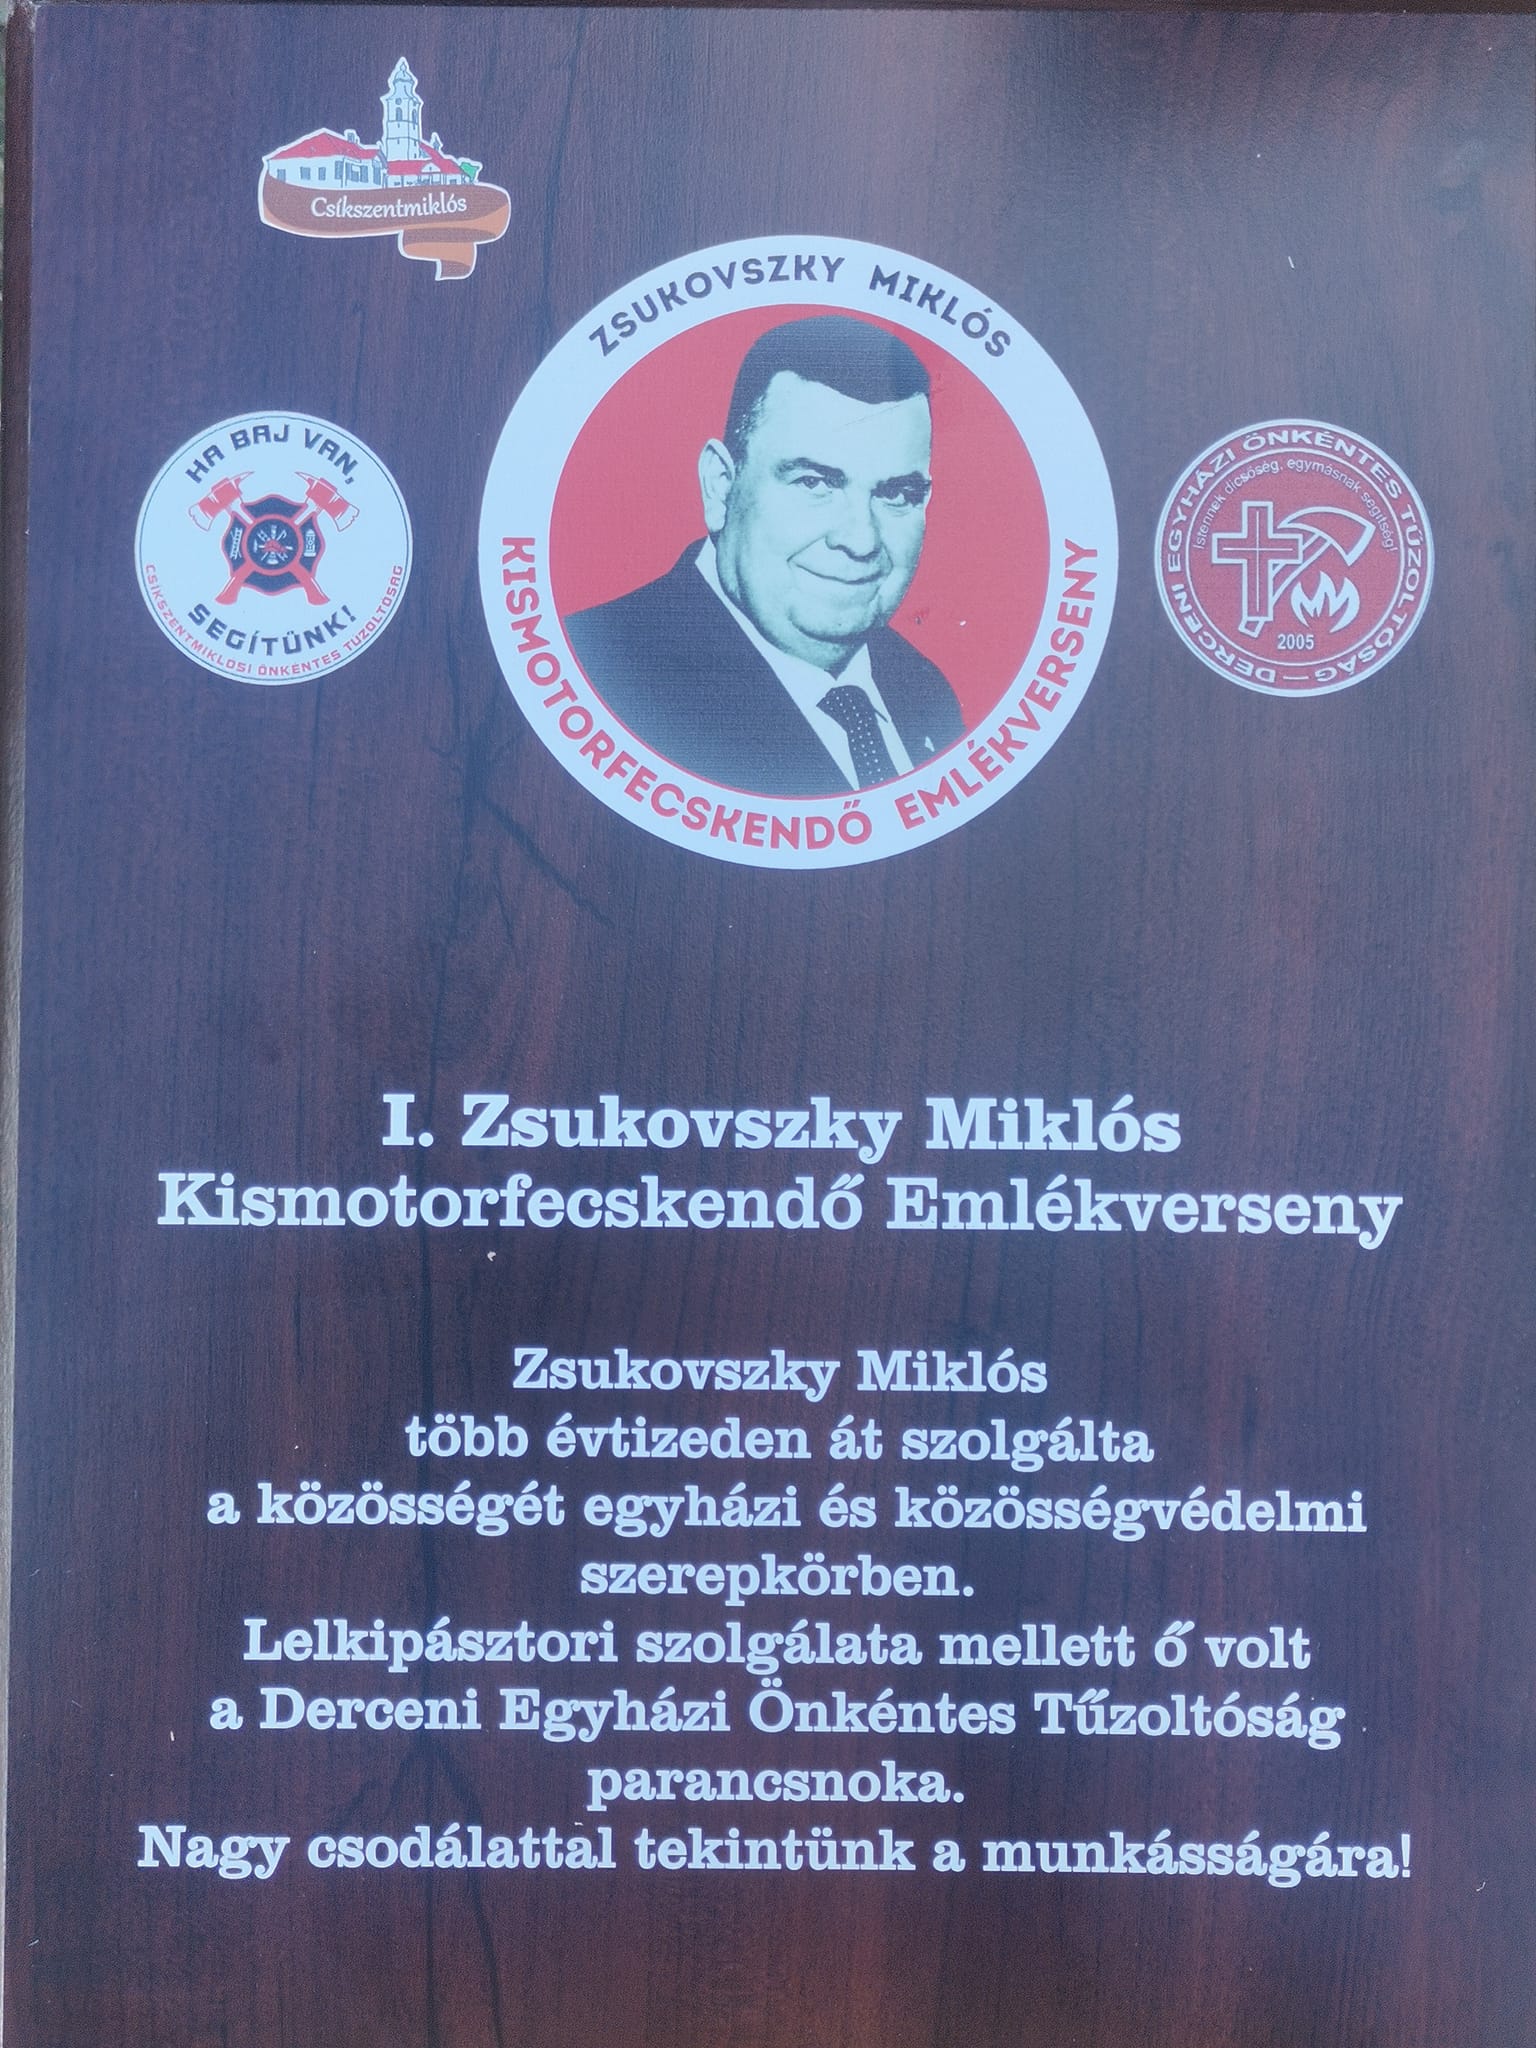 Csíkszentmiklós
ZSUKOVSZKY MIKLÓS
KISMOTORFECSKENDŐ EMLÉKVERSENY
HA BAJ VAN,
SEGÍTÜNK!
CSÍKSZENTMIKLÓSI ÖNKÉNTES TŰZOLTÓSÁG
DERCENI EGYHÁZI ÖNKÉNTES TŰZOLTÓSÁG –
Istennek dicsőség, egymásnak segítség!
2005
I. Zsukovszky Miklós
Kismotorfecskendő Emlékverseny
Zsukovszky Miklós
több évtizeden át szolgálta
a közösségét egyházi és közösségvédelmi
szerepkörben.
Lelkipásztori szolgálata mellett ő volt
a Derceni Egyházi Önkéntes Tűzoltóság
parancsnoka.
Nagy csodálattal tekintünk a munkásságára!